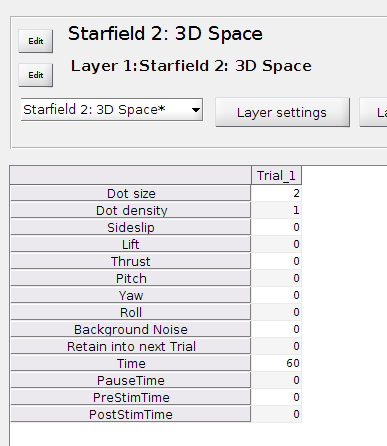 Edit Starfield 2: 3D Space
Edit Layer 1:Starfield 2: 3D Space
Starfield 2: 3D Space* Layer settings
Trial_1
Dot size 2
Dot density 1
Sideslip 0
Lift 0
Thrust 0
Pitch 0
Yaw 0
Roll 0
Background Noise 0
Retain into next Trial 0
Time 60
PauseTime 0
PreStimTime 0
PostStimTime 0